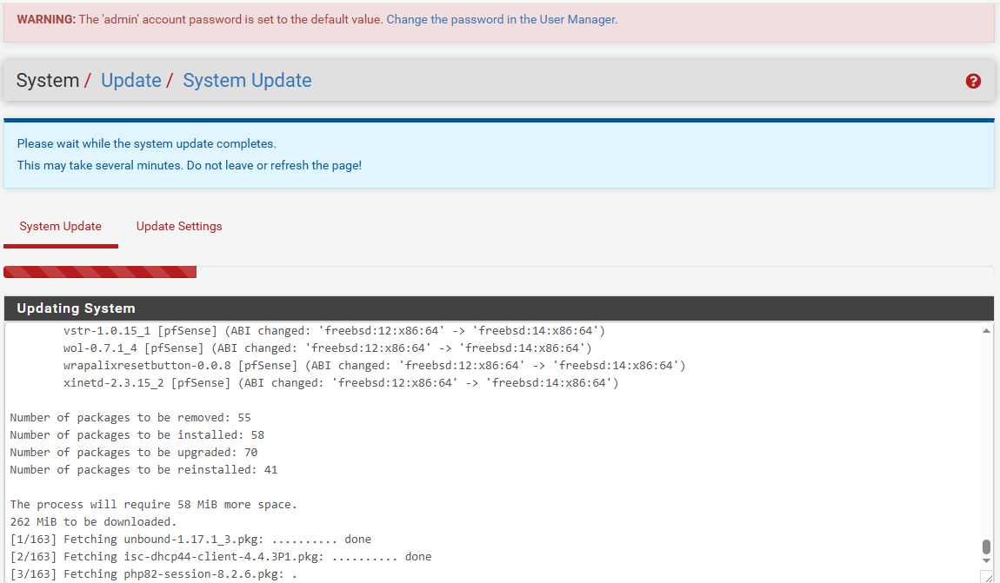 WARNING: The 'admin' account password is set to the default value. Change the password in the User Manager.
System / Update / System Update
?
Please wait while the system update completes.
This may take several minutes. Do not leave or refresh the page!
System Update Update Settings
Updating System
vstr-1.0.15_1 [pfSense] (ABI changed: 'freebsd:12:x86:64' -> 'freebsd:14:x86:64')
wol-0.7.1_4 [pfSense] (ABI changed: 'freebsd:12:x86:64' -> 'freebsd:14:x86:64')
wrapalixresetbutton-0.0.8 [pfSense] (ABI changed: 'freebsd:12:x86:64' -> 'freebsd:14:x86:64')
xinetd-2.3.15_2 [pfSense] (ABI changed: 'freebsd:12:x86:64' -> 'freebsd:14:x86:64')
Number of packages to be removed: 55
Number of packages to be installed: 58
Number of packages to be upgraded: 70
Number of packages to be reinstalled: 41
The process will require 58 MiB more space.
262 MiB to be downloaded.
[1/163] Fetching unbound-1.17.1_3.pkg: .......... done
[2/163] Fetching isc-dhcp44-client-4.4.3P1.pkg: .......... done
[3/163] Fetching php82-session-8.2.6.pkg: .